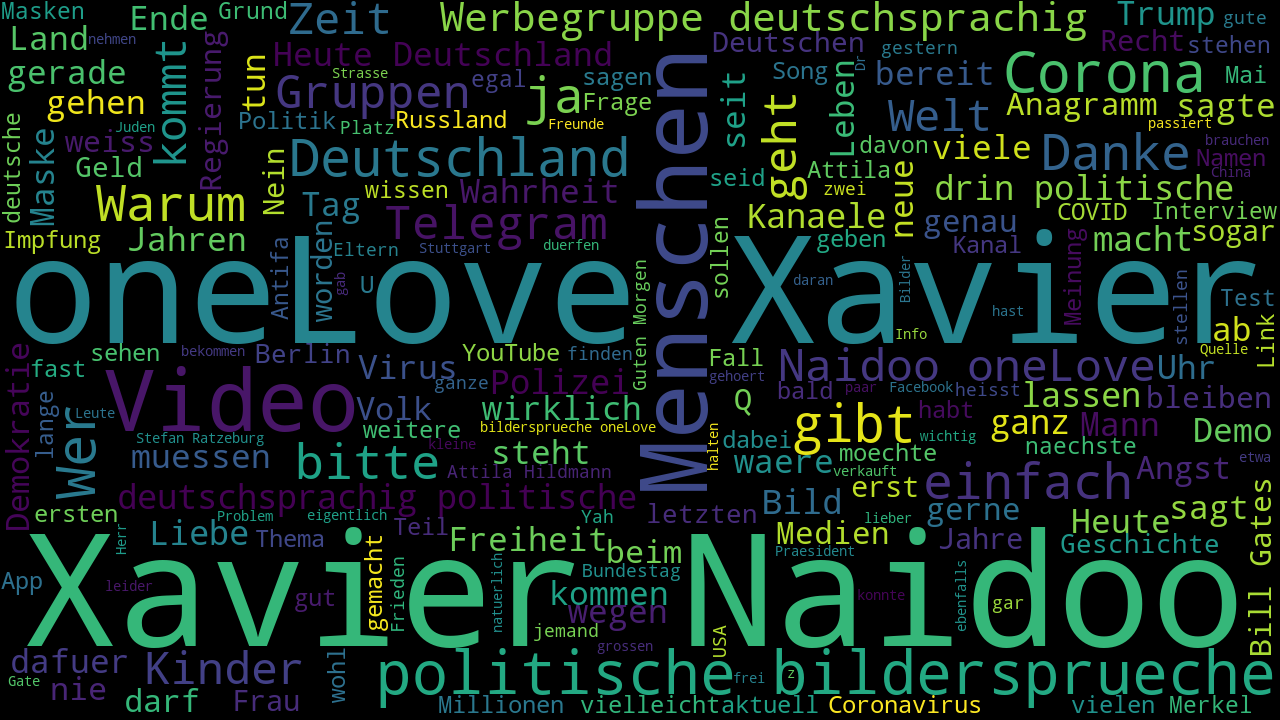 Masken
Ende
Grund
Zeit
Werbegruppe deutschsprachig
Trump
gute
Land
nehmen
kommt
Regierung
Heute Deutschland
Deutschen
gestern
Recht
stehen
gerade
Strasse
tun
Gruppen
egal
ja
sagen
Menschen
seit
Song
Leben
Dr
bereit
Corona
Mai
gehen
Frage
geht
Welt
Anagramm
sagte
deutsche
Maske
Juden
Politik
Platz
Russland
Freunde
passiert
weiss
Deutschland
davon
viele
Danke
brauchen
Namen
Geld
Nein
Attila
China
Warum
wissen
Wahrheit
seid
zwei
neue
drin politische
Tag
Telegram
Kanaele
genau
COVID
Interview
Impfung
Jahren
Antifa
worden
Eltern
Stuttgart
duerfen
sollen
geben
Kanal
Meinung
macht
sogar
oneLove
Xavier
gab
U
Morgen
Guten
daran
Bilder
hast
Info
stellen
Test
ab
Link
Quelle
Demokratie
sehen
bekommen
Berlin
Virus
YouTube
finden
Fall
Naidoo oneLove
Uhr
fast
Video
ganze
Polizei
gehoert
bald
paar
Facebook
heisst
lassen
bleiben
lange
Leute
Wer
Volk
wirklich
Q
gibt
habt
ganz
Mann
Demo
Stefan Ratzeburg
weitere
bildersprueche oneLove
halten
dabei
wichtig
naechste
etwa
muessen
kleine
steht
moechte
bitte
Attila Hildmann
waere
verkauft
einfach
Angst
deutschsprachig politische
erst
Bill Gates
ersten
Problem
eigentlich
Teil
Yah
letzten
Bild
lieber
gerne
Heute
sagt
Herr
Liebe
Thema
gemacht
Freiheit
beim
Medien
Jahre
Geschichte
Xavier Naidoo
Praesident
App
leider
gut
Frieden
natuerlich
Bundestag
kommen
wegen
konnte
ebenfalls
gar
jemand
grossen
USA
dafuer
Kinder
wohl
politische bildersprueche
frei
z
Gate
nie
darf
Frau
Millionen
vielleicht
aktuell
Coronavirus
vielen
Merkel